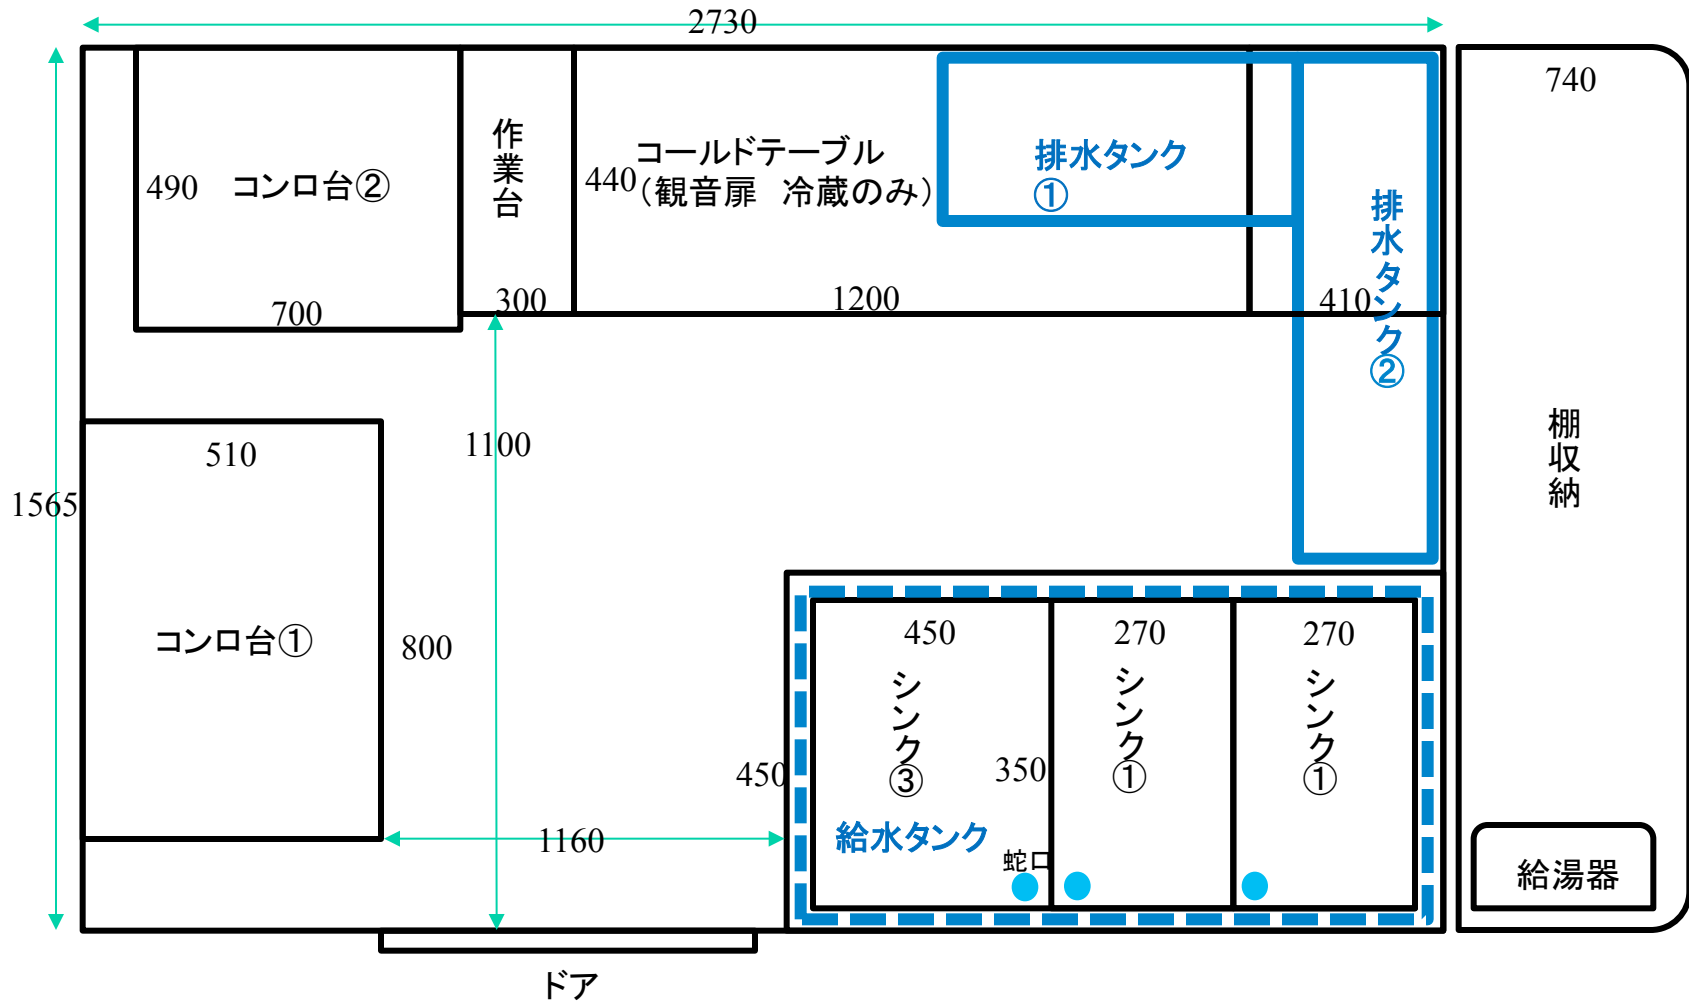 2730
740
作業台
コールドテーブル
440
(観音扉　冷蔵のみ)
排水タンク
①
490
コンロ台②
排水タンク②
700
300
1200
410
1100
510
1565
棚収納
コンロ台①
800
450
270
270
シンク③
シンク①
シンク①
450
350
給水タンク
1160
蛇口
給湯器
ドア